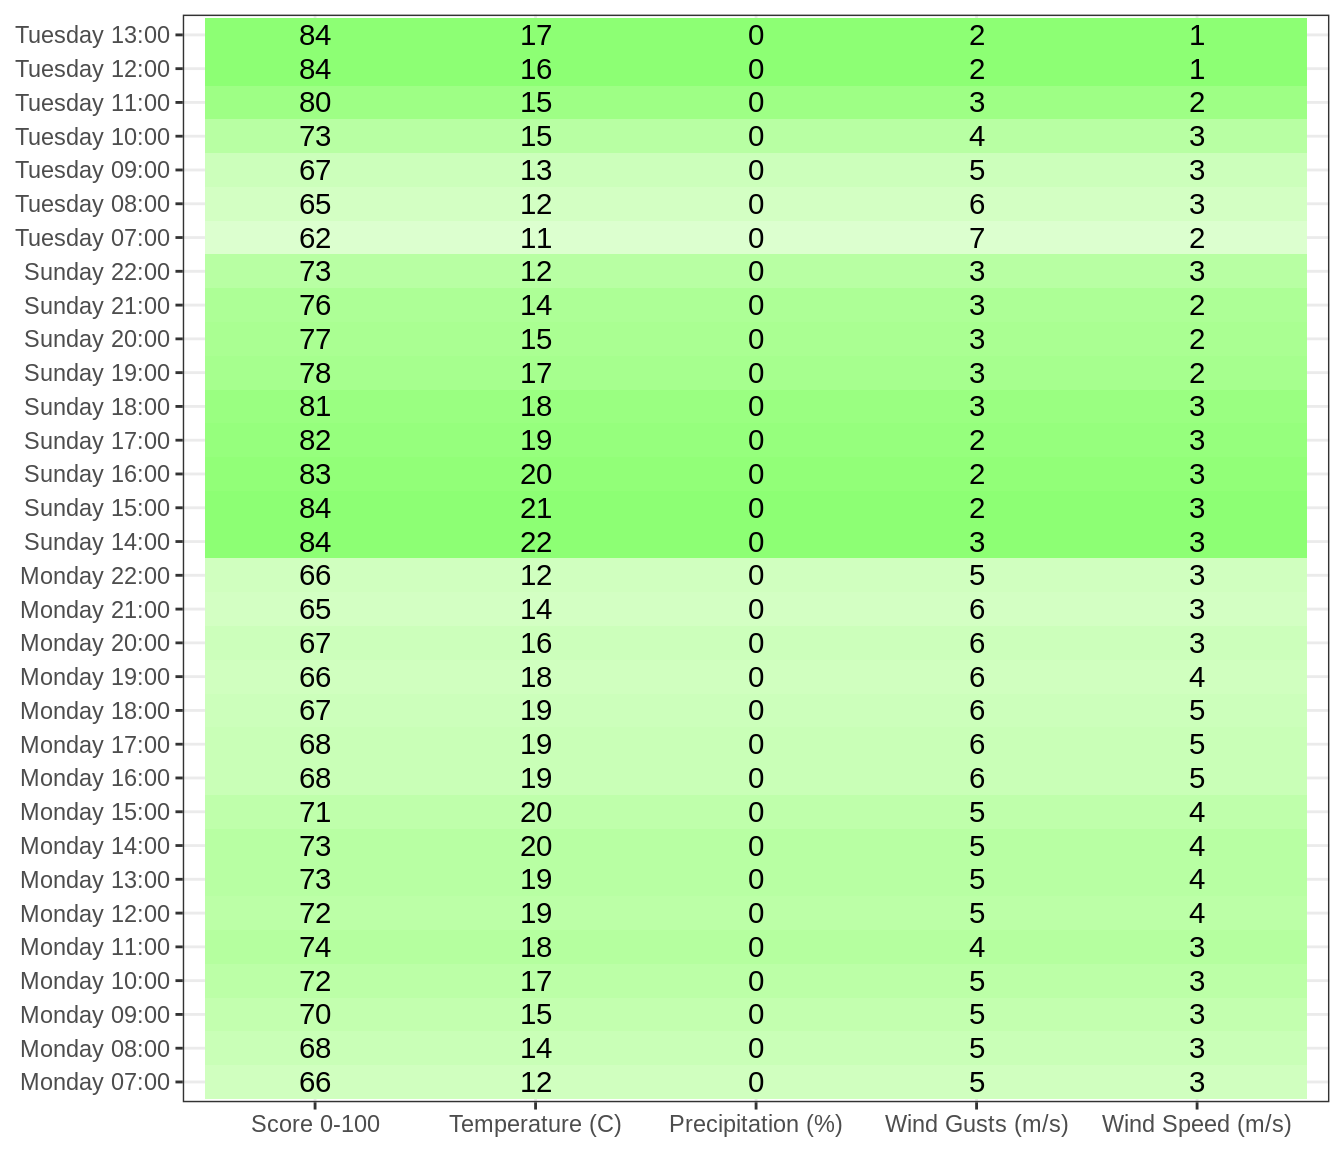 Tuesday 13:00 84 17 0 2 1
Tuesday 12:00 84 16 0 2 1
Tuesday 11:00 80 15 0 3 2
Tuesday 10:00 73 15 0 4 3
Tuesday 09:00 67 13 0 5 3
Tuesday 08:00 65 12 0 6 3
Tuesday 07:00 62 11 0 7 2
Sunday 22:00 73 12 0 3 3
Sunday 21:00 76 14 0 3 2
Sunday 20:00 77 15 0 3 2
Sunday 19:00 78 17 0 3 2
Sunday 18:00 81 18 0 3 3
Sunday 17:00 82 19 0 2 3
Sunday 16:00 83 20 0 2 3
Sunday 15:00 84 21 0 2 3
Sunday 14:00 84 22 0 3 3
Monday 22:00 66 12 0 5 3
Monday 21:00 65 14 0 6 3
Monday 20:00 67 16 0 6 3
Monday 19:00 66 18 0 6 4
Monday 18:00 67 19 0 6 5
Monday 17:00 68 19 0 6 5
Monday 16:00 68 19 0 6 5
Monday 15:00 71 20 0 5 4
Monday 14:00 73 20 0 5 4
Monday 13:00 73 19 0 5 4
Monday 12:00 72 19 0 5 4
Monday 11:00 74 18 0 4 3
Monday 10:00 72 17 0 5 3
Monday 09:00 70 15 0 5 3
Monday 08:00 68 14 0 5 3
Monday 07:00 66 12 0 5 3
Score 0-100 Temperature (C) Precipitation (%) Wind Gusts (m/s) Wind Speed (m/s)